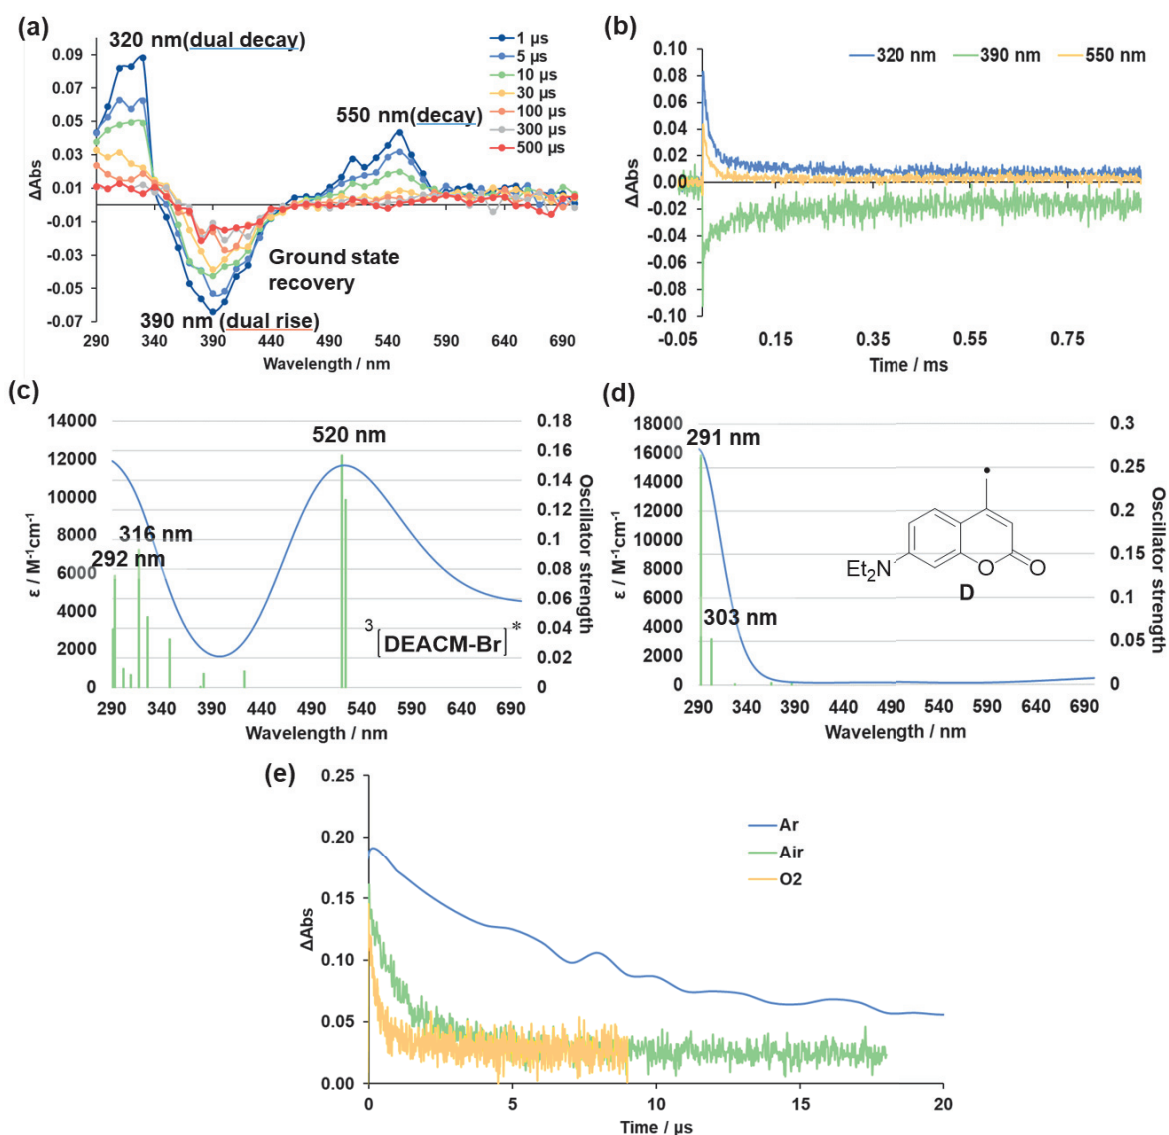 (a)
320 nm(dual decay)
0.09
0.07
0.05
0.03
0.01
-0.01
-0.03
-0.05
-0.07
ΔAbs
550 nm(decay)
1 µs
5 µs
10 µs
30 µs
100 µs
300 µs
500 µs
Ground state
recovery
390 nm (dual rise)
290 340 390 440 490 540 590 640 690
Wavelength / nm
(b)
320 nm 390 nm 550 nm
0.10
0.08
0.06
0.04
0.02
0.00
-0.02
-0.04
-0.06
-0.08
-0.10
ΔAbs
-0.05 0.15 0.35 0.55 0.75
Time / ms
(c)
14000
12000
10000
8000
6000
4000
2000
0
ε / M⁻¹cm⁻¹
520 nm
316 nm
292 nm
3[DEACM-Br]*
0.18
0.16
0.14
0.12
0.1
0.08
0.06
0.04
0.02
0
Oscillator strength
290 340 390 440 490 540 590 640 690
Wavelength / nm
(d)
18000
16000
14000
12000
10000
8000
6000
4000
2000
0
ε / M⁻¹cm⁻¹
291 nm
303 nm
Et₂N
O
O
D
0.3
0.25
0.2
0.15
0.1
0.05
0
Oscillator strength
290 340 390 440 490 540 590 640 690
Wavelength / nm
(e)
0.25
0.20
0.15
0.10
0.05
0.00
ΔAbs
Ar
Air
O2
0 5 10 15 20
Time / µs